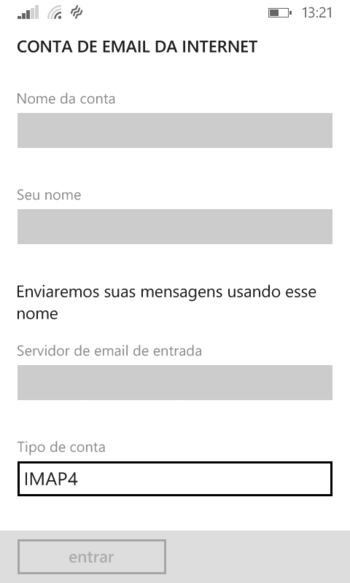 13:21
CONTA DE EMAIL DA INTERNET
Nome da conta
Seu nome
Enviaremos suas mensagens usando esse
nome
Servidor de email de entrada
Tipo de conta
IMAP4
entrar